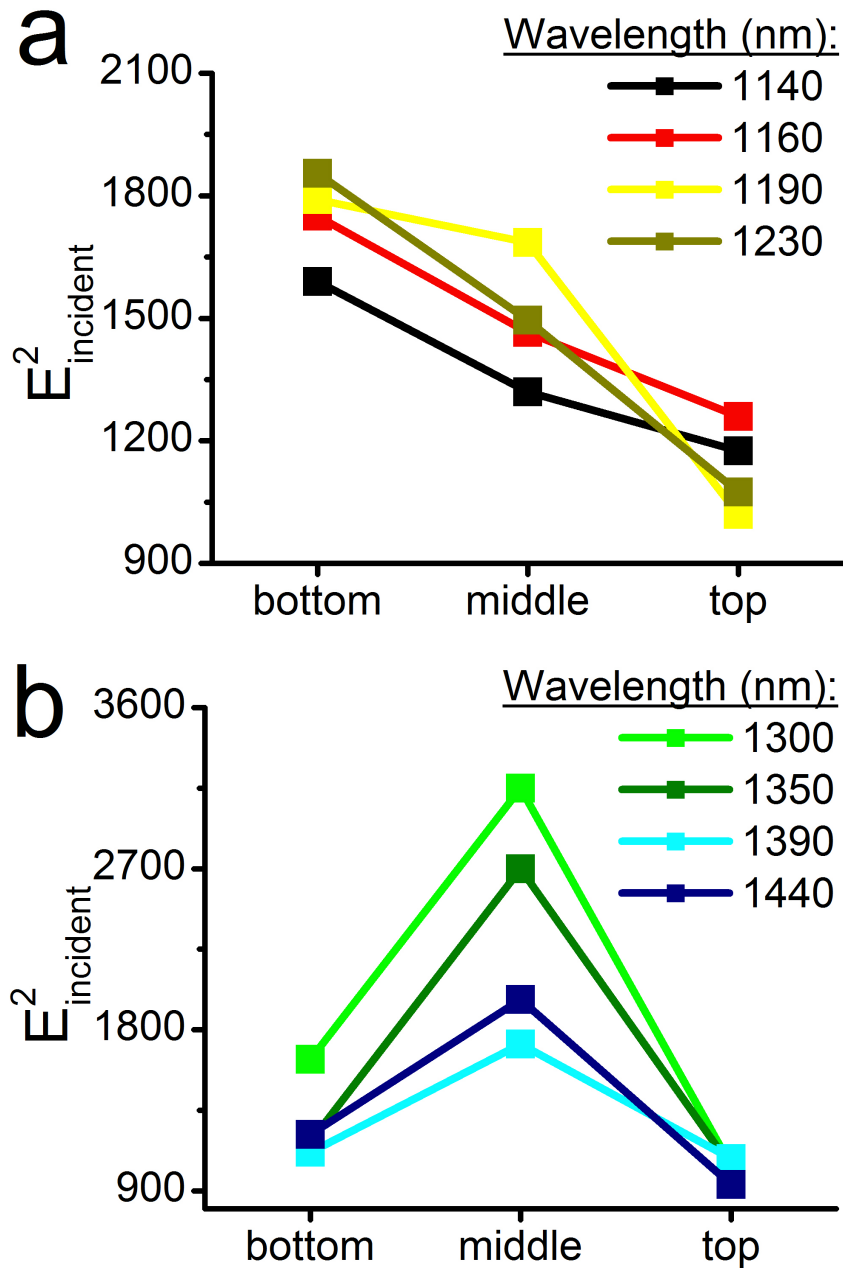 a
Wavelength (nm):
1140
1160
1190
1230
2100
1800
1500
1200
900
E²incident
bottom middle top
b
Wavelength (nm):
1300
1350
1390
1440
3600
2700
1800
900
E²incident
bottom middle top